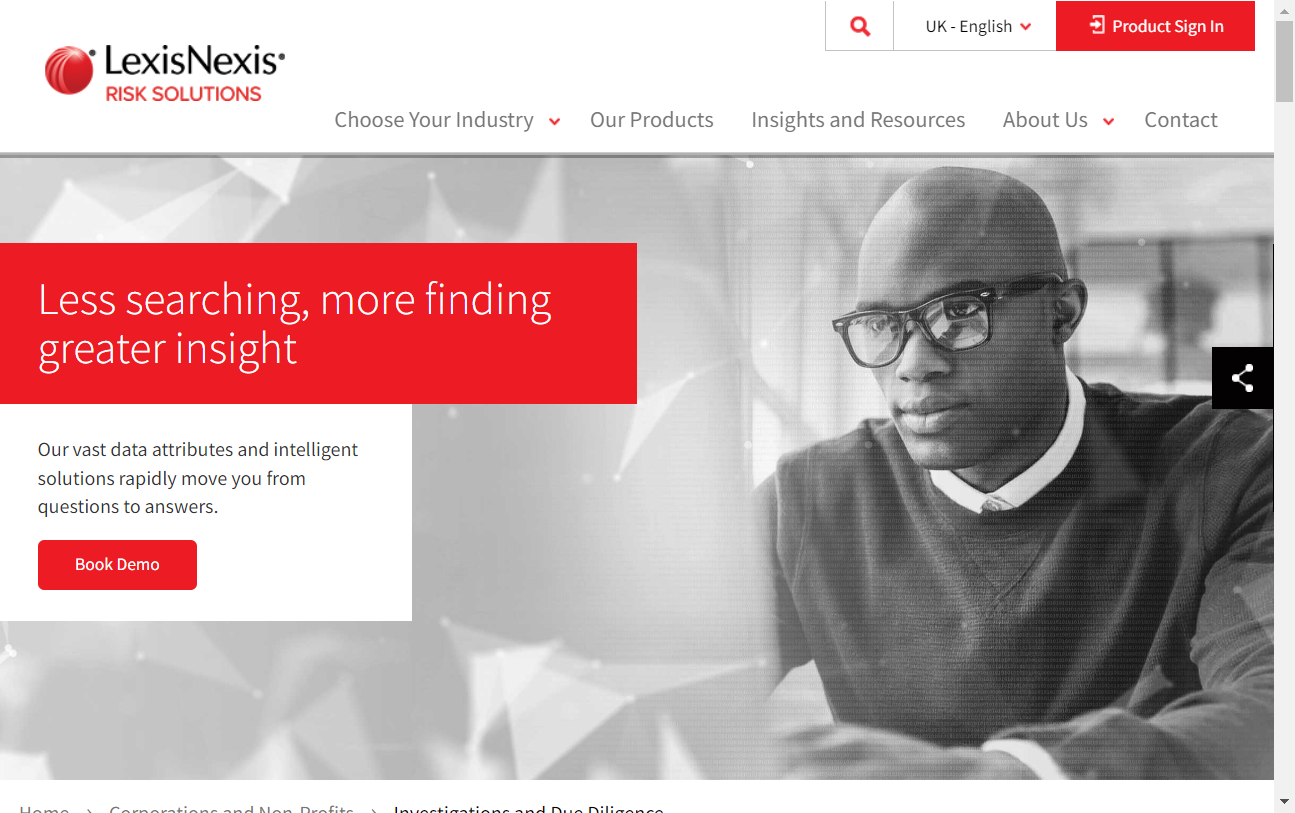 UK - English
Product Sign In
LexisNexis
RISK SOLUTIONS
Choose Your Industry
Our Products
Insights and Resources
About Us
Contact
Less searching, more finding
greater insight
Our vast data attributes and intelligent
solutions rapidly move you from
questions to answers.
Book Demo
Home > Corporations and Non-Profits > Investigations and Due Diligence